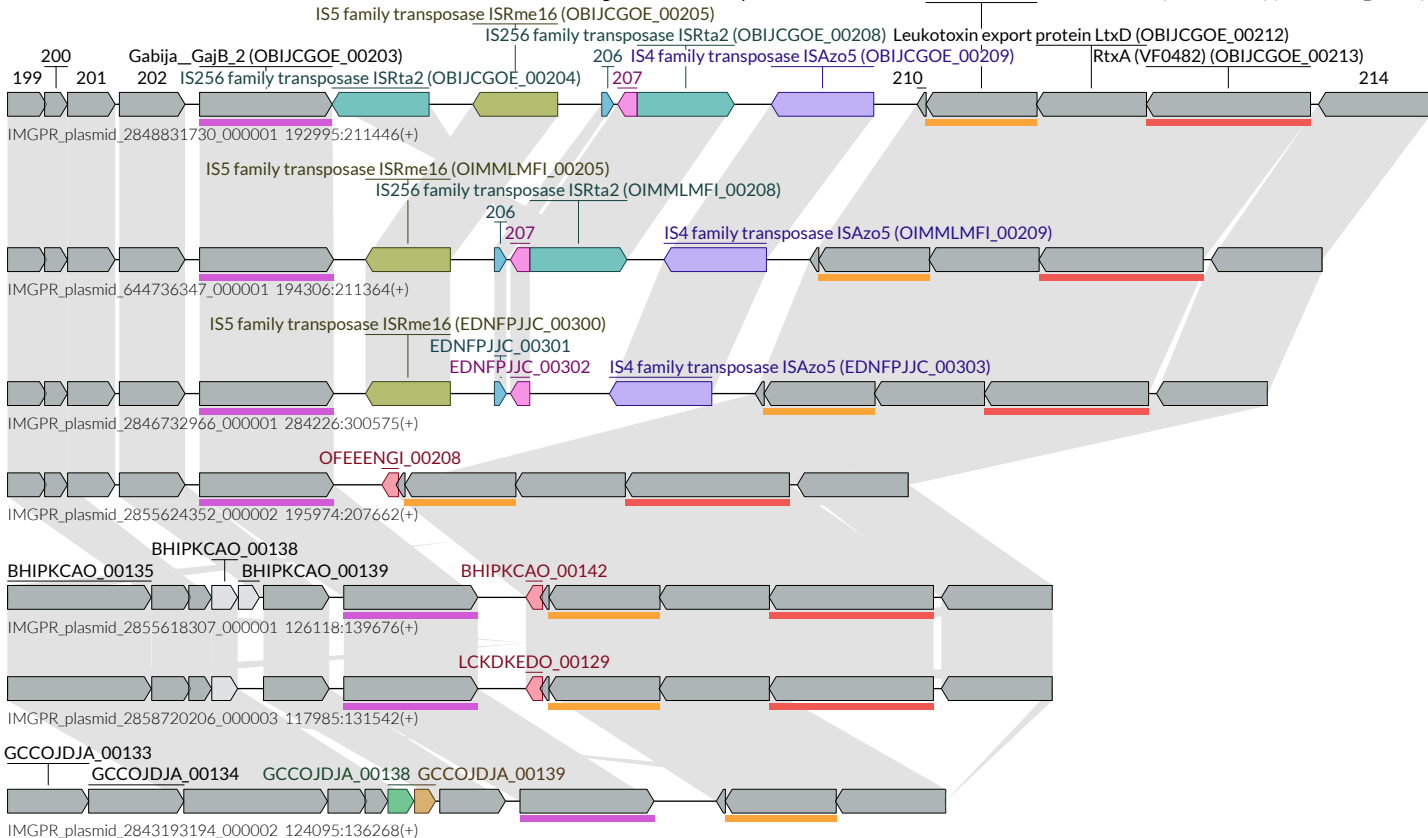 IS5 family transposase ISRme16 (OBIJCGOE_00205)
IS256 family transposase ISRta2 (OBIJCGOE_00208) Leukotoxin export protein LtxD (OBIJCGOE_00212)
200 Gabija__GajB_2 (OBIJCGOE_00203) 206 IS4 family transposase ISAzo5 (OBIJCGOE_00209) RtxA (VF0482) (OBIJCGOE_00213)
199 201 202 IS256 family transposase ISRta2 (OBIJCGOE_00204) 207 210 214
IMGPR_plasmid_2848831730_000001 192995:211446(+)
IS5 family transposase ISRme16 (OIMMLMFI_00205)
IS256 family transposase ISRta2 (OIMMLMFI_00208)
206
207 IS4 family transposase ISAzo5 (OIMMLMFI_00209)
IMGPR_plasmid_644736347_000001 194306:211364(+)
IS5 family transposase ISRme16 (EDNFPJJC_00300)
EDNFPJJC_00301
EDNFPJJC_00302 IS4 family transposase ISAzo5 (EDNFPJJC_00303)
IMGPR_plasmid_2846732966_000001 284226:300575(+)
OFEEENGI_00208
IMGPR_plasmid_2855624352_000002 195974:207662(+)
BHIPKCAO_00138
BHIPKCAO_00135 BHIPKCAO_00139 BHIPKCAO_00142
IMGPR_plasmid_2855618307_000001 126118:139676(+)
LCKDKEDO_00129
IMGPR_plasmid_2858720206_000003 117985:131542(+)
GCCOJDJA_00133
GCCOJDJA_00134 GCCOJDJA_00138 GCCOJDJA_00139
IMGPR_plasmid_2843193194_000002 124095:136268(+)